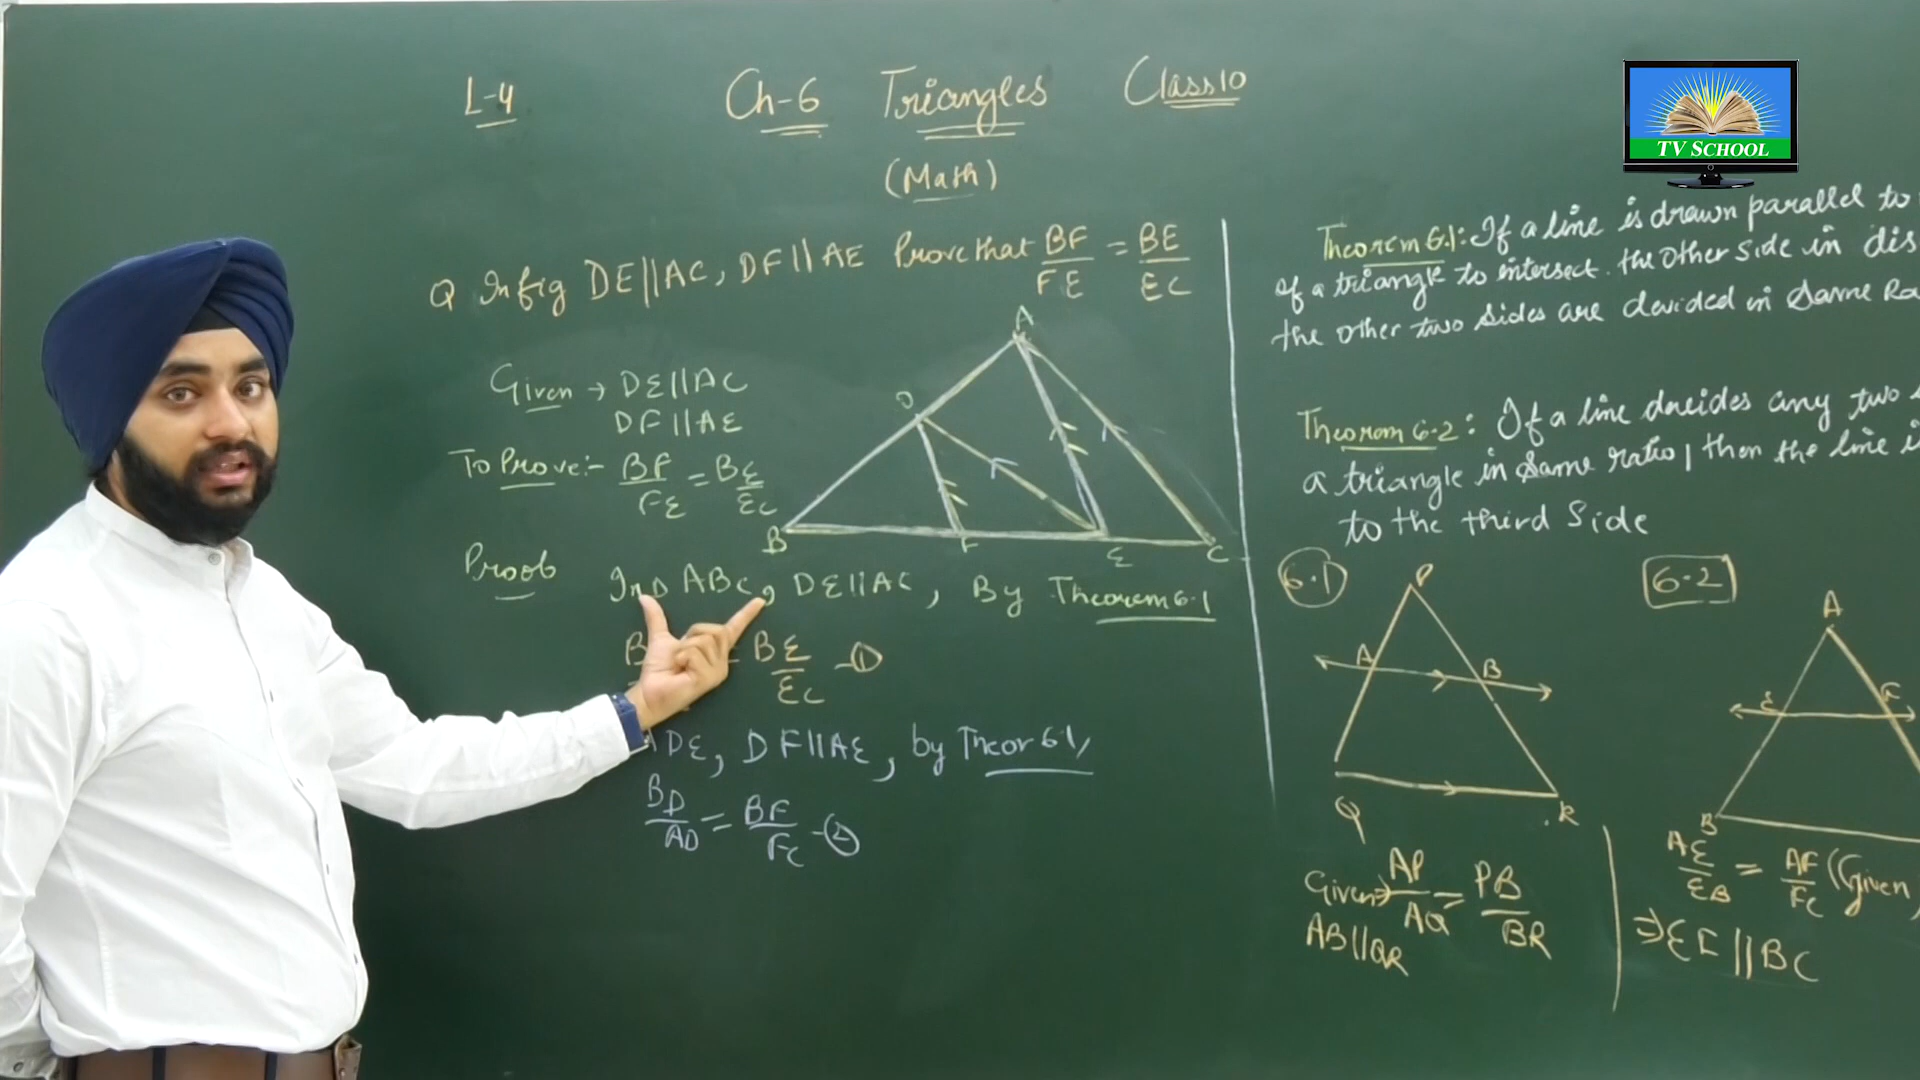 L-4 Ch-6 Triangles Class 10
(Math)
Q In fig DE||AC, DF||AE Prove that BF/FE = BE/EC
Given → DE||AC
DF||AE
To Prove:- BF/FE = BE/EC
Proof In Δ ABC, DE||AC, By Theorem 6.1
= BE/EC -①
ADE, DF||AE, by Theor 6.1,
BD/AD = BF/FC -②
A
D
B F E C
TV SCHOOL
Theorem 6.1: If a line is drawn parallel to
of a triangle to intersect the other side in dis
the other two sides are devided in Same Ra
Theorem 6.2: If a line devides any two
a triangle in Same ratio, then the line i
to the third Side
6.1
P
A B
Q R
Given → AP/AQ = PB/BR
AB||QR
6.2
A
E F
B
AE/EB = AF/FC (Given,
⇒ EF||BC